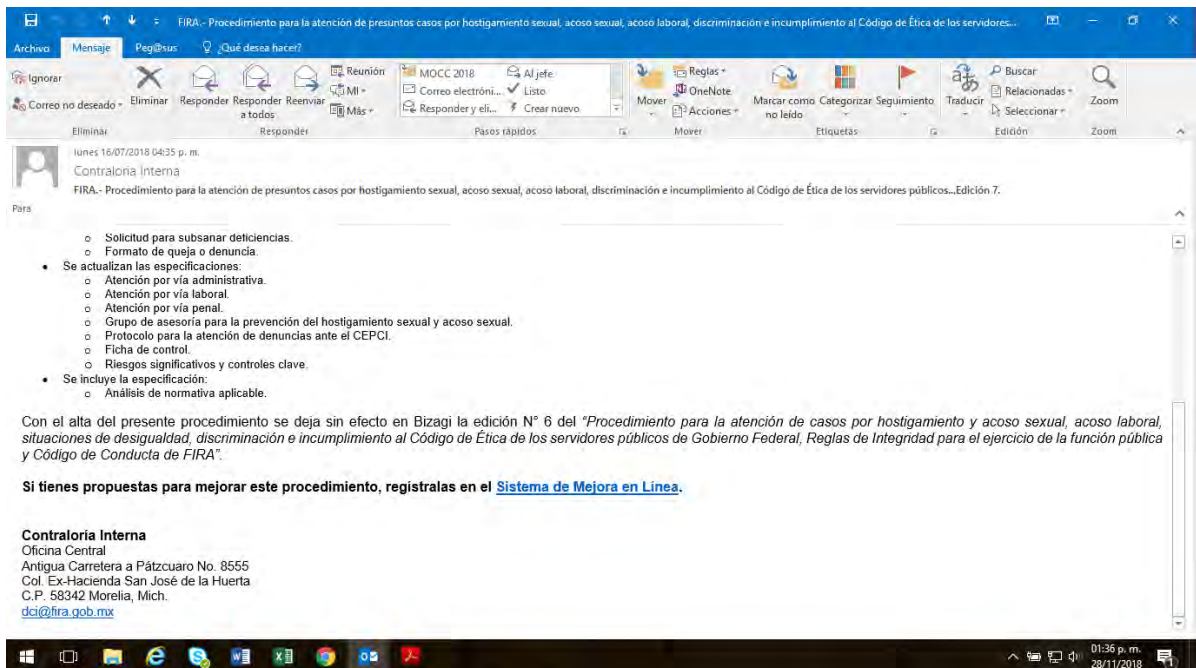 FIRA.- Procedimiento para la atención de presuntos casos por hostigamiento sexual, acoso sexual, acoso laboral, discriminación e incumplimiento al Código de Ética de los servidores...
Archivo Mensaje Peg@sus ¿Qué desea hacer?
Ignorar
Correo no deseado
Eliminar
Responder
Responder a todos
Reenviar
Reunión
MI
Más
MOCC 2018
Correo electróni...
Responder y eli...
Al jefe
Listo
Crear nuevo
Mover
Reglas
OneNote
Acciones
Marcar como no leído
Categorizar
Seguimiento
Traducir
Buscar
Relacionadas
Seleccionar
Zoom
Eliminar Responder Pasos rápidos Mover Etiquetas Edición Zoom
lunes 16/07/2018 04:35 p. m.
Contraloria Interna
FIRA.- Procedimiento para la atención de presuntos casos por hostigamiento sexual, acoso sexual, acoso laboral, discriminación e incumplimiento al Código de Ética de los servidores públicos...Edición 7.
Para
o Solicitud para subsanar deficiencias.
o Formato de queja o denuncia.
• Se actualizan las especificaciones:
o Atención por vía administrativa.
o Atención por vía laboral.
o Atención por vía penal.
o Grupo de asesoría para la prevención del hostigamiento sexual y acoso sexual.
o Protocolo para la atención de denuncias ante el CEPCI.
o Ficha de control.
o Riesgos significativos y controles clave.
• Se incluye la especificación:
o Análisis de normativa aplicable.
Con el alta del presente procedimiento se deja sin efecto en Bizagi la edición N° 6 del "Procedimiento para la atención de casos por hostigamiento y acoso sexual, acoso laboral,
situaciones de desigualdad, discriminación e incumplimiento al Código de Ética de los servidores públicos de Gobierno Federal, Reglas de Integridad para el ejercicio de la función pública
y Código de Conducta de FIRA".
Si tienes propuestas para mejorar este procedimiento, regístralas en el Sistema de Mejora en Línea.
Contraloría Interna
Oficina Central
Antigua Carretera a Pátzcuaro No. 8555
Col. Ex-Hacienda San José de la Huerta
C.P. 58342 Morelia, Mich.
dci@fira.gob.mx
01:36 p. m.
28/11/2018